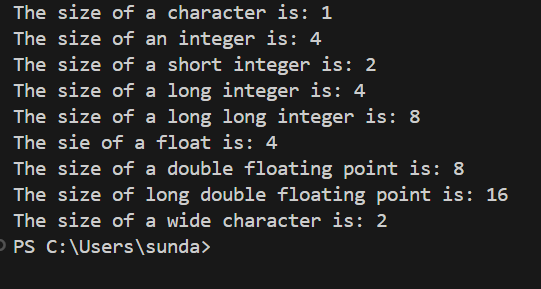 The size of a character is: 1
The size of an integer is: 4
The size of a short integer is: 2
The size of a long integer is: 4
The size of a long long integer is: 8
The sie of a float is: 4
The size of a double floating point is: 8
The size of long double floating point is: 16
The size of a wide character is: 2
PS C:\Users\sunda>